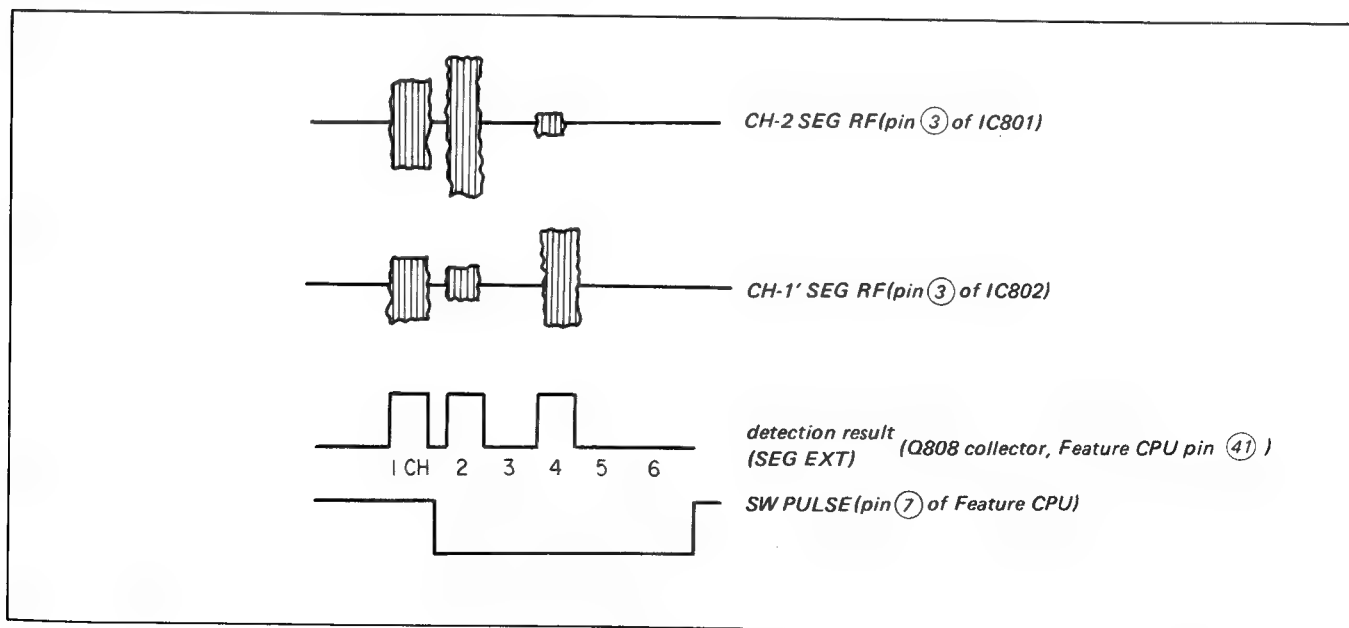 CH-2 SEG RF(pin ③ of IC801)
CH-1' SEG RF(pin ③ of IC802)
detection result
(SEG EXT) (Q808 collector, Feature CPU pin ㊶ )
1 CH 2 3 4 5 6
SW PULSE(pin ⑦ of Feature CPU)